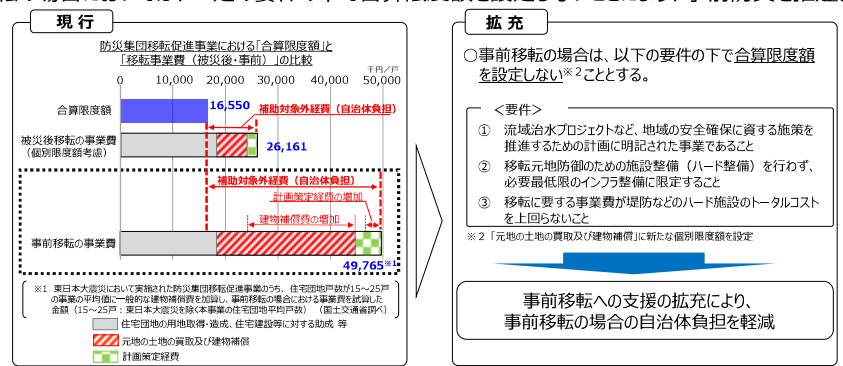 現行
防災集団移転促進事業における「合算限度額」と
「移転事業費（被災後・事前）」の比較
千円/戸
0 10,000 20,000 30,000 40,000 50,000
合算限度額
16,550
補助対象外経費（自治体負担）
被災後移転の事業費
（個別限度額考慮）
26,161
補助対象外経費（自治体負担）
計画策定経費の増加
建物補償費の増加
事前移転の事業費
49,765※1
※1 東日本大震災において実施された防災集団移転促進事業のうち、住宅団地戸数が15～25戸
の事業の平均値に一般的な建物補償費を加算し、事前移転の場合における事業費を試算した
金額（15～25戸：東日本大震災を除く本事業の住宅団地平均戸数）（国土交通省調べ）
住宅団地の用地取得・造成、住宅建設等に対する助成 等
元地の土地の買取及び建物補償
計画策定経費
拡充
○事前移転の場合は、以下の要件の下で合算限度額
を設定しない※2こととする。
＜要件＞
① 流域治水プロジェクトなど、地域の安全確保に資する施策を
推進するための計画に明記された事業であること
② 移転元地防御のための施設整備（ハード整備）を行わず、
必要最低限のインフラ整備に限定すること
③ 移転に要する事業費が堤防などのハード施設のトータルコスト
を上回らないこと
※2「元地の土地の買取及び建物補償」に新たな個別限度額を設定
事前移転への支援の拡充により、
事前移転の場合の自治体負担を軽減